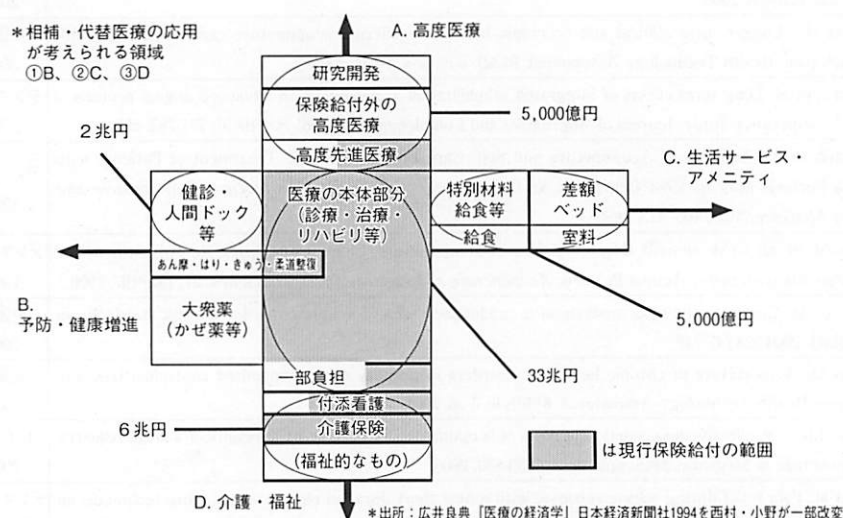 *相補・代替医療の応用
が考えられる領域
①B、②C、③D
A. 高度医療
研究開発
保険給付外の
高度医療
5,000億円
2兆円
高度先進医療
C. 生活サービス・
アメニティ
健診・
人間ドック
等
医療の本体部分
(診療・治療・
リハビリ等)
特別材料
給食等
差額
ベッド
給食
室料
あん摩・はり・きゅう・柔道整復
B.
予防・健康増進
大衆薬
(かぜ薬等)
5,000億円
一部負担
33兆円
付添看護
6兆円
介護保険
(福祉的なもの)
は現行保険給付の範囲
D. 介護・福祉
*出所:広井良典『医療の経済学』日本経済新聞社1994を西村・小野が一部改変